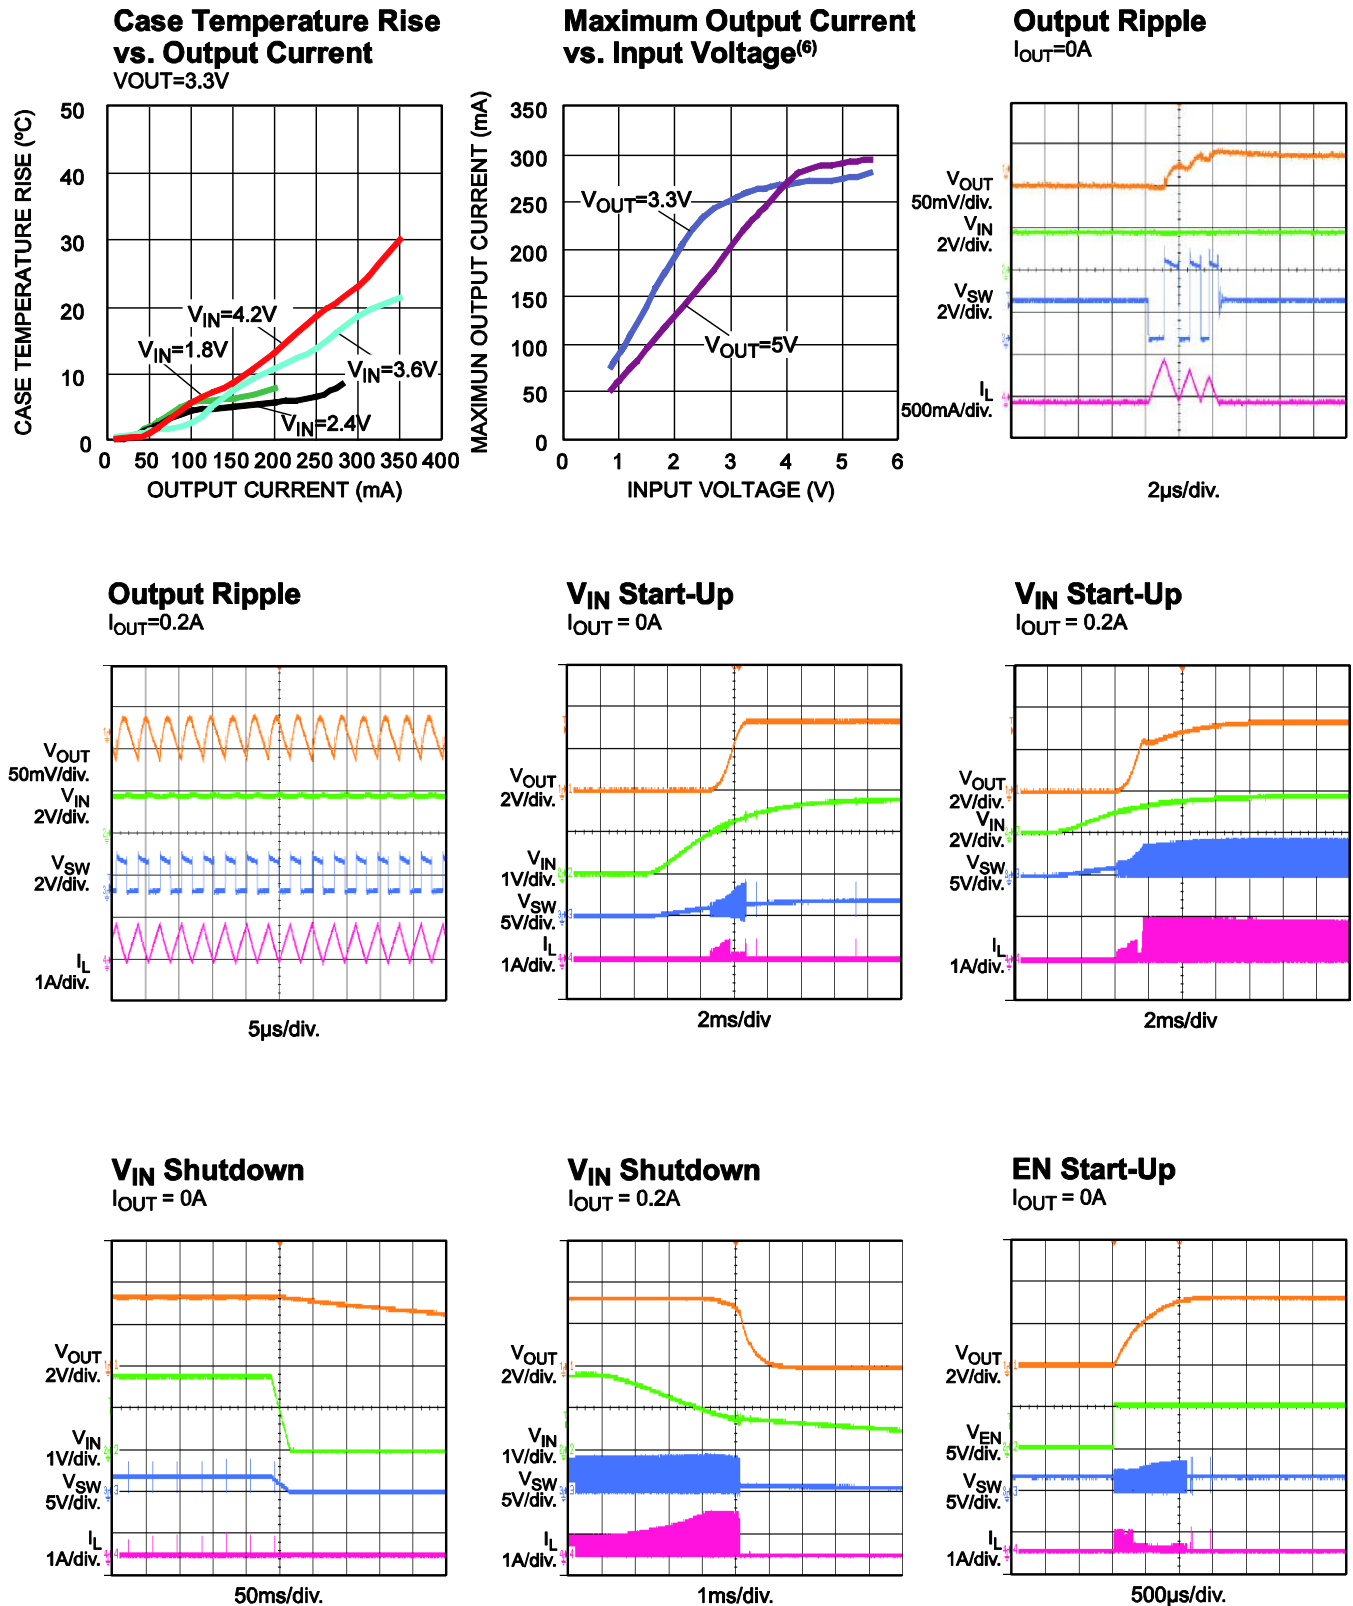 Case Temperature Rise
vs. Output Current
VOUT=3.3V
CASE TEMPERATURE RISE (ºC)
50
40
30
20
10
0
VIN=4.2V
VIN=1.8V
VIN=3.6V
VIN=2.4V
0 50 100 150 200 250 300 350 400
OUTPUT CURRENT (mA)
Maximum Output Current
vs. Input Voltage(6)
MAXIMUN OUTPUT CURRENT (mA)
350
300
250
200
150
100
50
0
VOUT=3.3V
VOUT=5V
0 1 2 3 4 5 6
INPUT VOLTAGE (V)
Output Ripple
IOUT=0A
VOUT
50mV/div.
VIN
2V/div.
VSW
2V/div.
IL
500mA/div.
2µs/div.
Output Ripple
IOUT=0.2A
VOUT
50mV/div.
VIN
2V/div.
VSW
2V/div.
IL
1A/div.
5µs/div.
VIN Start-Up
IOUT = 0A
VOUT
2V/div.
VIN
1V/div.
VSW
5V/div.
IL
1A/div.
2ms/div
VIN Start-Up
IOUT = 0.2A
VOUT
2V/div.
VIN
2V/div.
VSW
5V/div.
IL
1A/div.
2ms/div
VIN Shutdown
IOUT = 0A
VOUT
2V/div.
VIN
1V/div.
VSW
5V/div.
IL
1A/div.
50ms/div.
VIN Shutdown
IOUT = 0.2A
VOUT
2V/div.
VIN
1V/div.
VSW
5V/div.
IL
1A/div.
1ms/div.
EN Start-Up
IOUT = 0A
VOUT
2V/div.
VEN
5V/div.
VSW
5V/div.
IL
1A/div.
500µs/div.